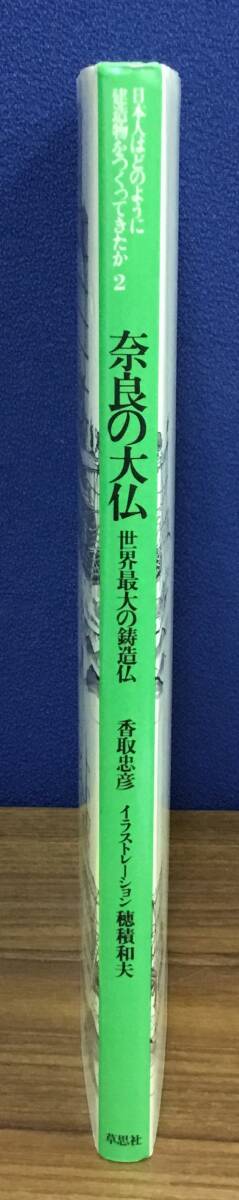 日本人はどのように
建造物をつくってきたか 2
奈良の大仏
世界最大の鋳造仏
香取忠彦
イラストレーション 穂積和夫
草思社